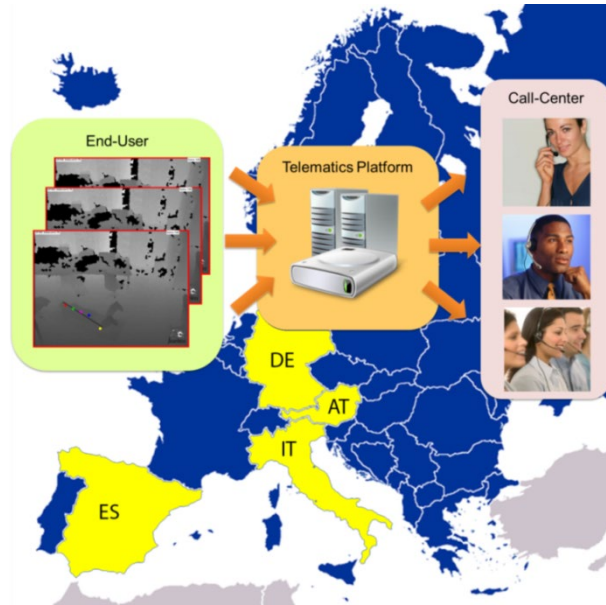 End-User
Telematics Platform
Call-Center
DE
AT
IT
ES